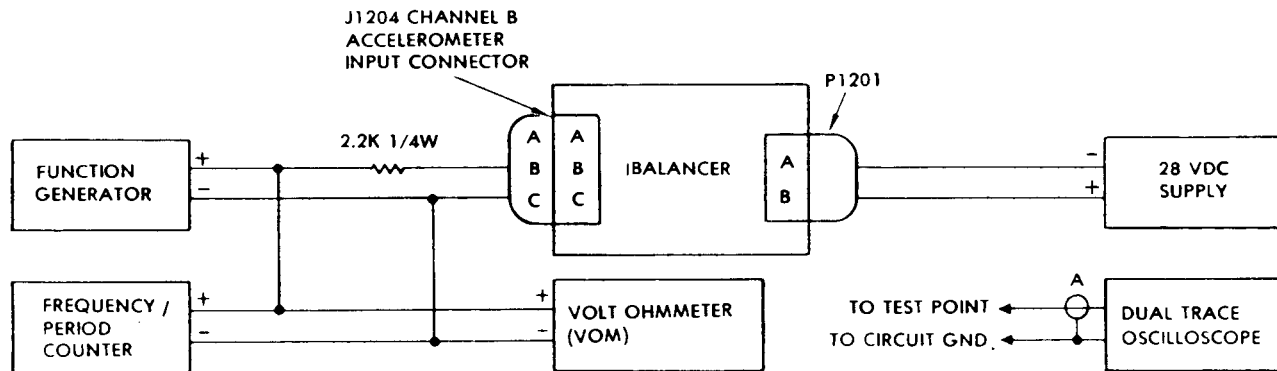 J1204 CHANNEL B
ACCELEROMETER
INPUT CONNECTOR
P1201
2.2K 1/4W
FUNCTION
GENERATOR
+
-
A
B
C
A
B
C
IBALANCER
A
B
-
+
28 VDC
SUPPLY
FREQUENCY /
PERIOD
COUNTER
+
-
+
-
VOLT OHMMETER
(VOM)
A
TO TEST POINT
TO CIRCUIT GND.
DUAL TRACE
OSCILLOSCOPE